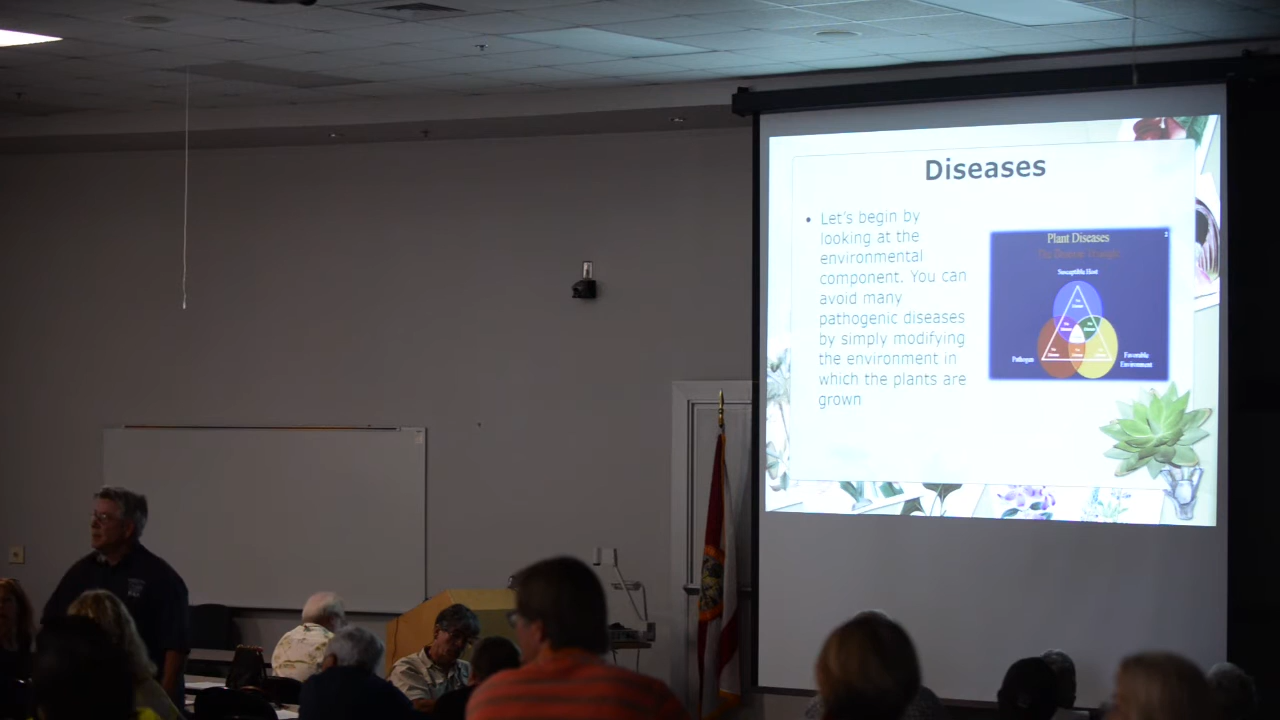 Diseases
• Let's begin by
looking at the
environmental
component. You can
avoid many
pathogenic diseases
by simply modifying
the environment in
which the plants are
grown
Plant Diseases
2
Susceptible Host
Pathogen
Favorable
Environment